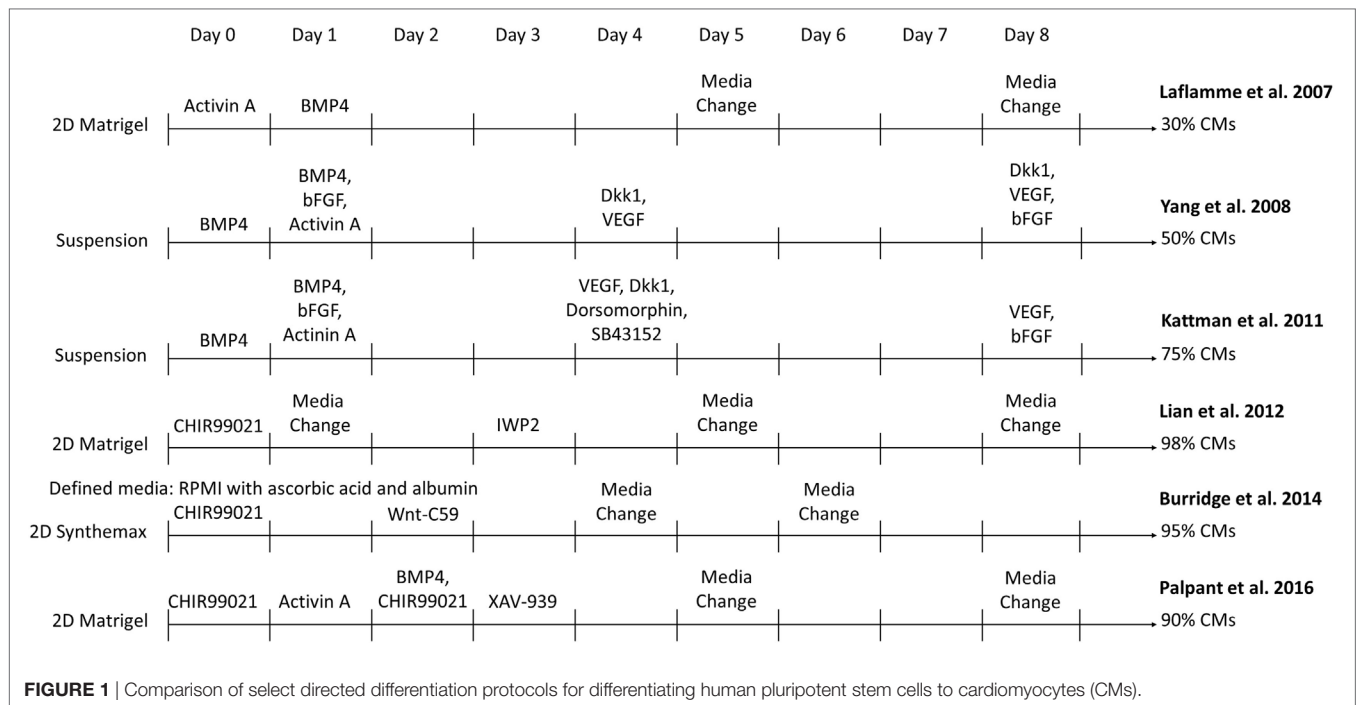 Day 0 Day 1 Day 2 Day 3 Day 4 Day 5 Day 6 Day 7 Day 8
2D Matrigel
Activin A
BMP4
Media
Change
Media
Change
Laflamme et al. 2007
30% CMs
Suspension
BMP4
BMP4,
bFGF,
Activin A
Dkk1,
VEGF
Dkk1,
VEGF,
bFGF
Yang et al. 2008
50% CMs
Suspension
BMP4
BMP4,
bFGF,
Actinin A
VEGF, Dkk1,
Dorsomorphin,
SB43152
VEGF,
bFGF
Kattman et al. 2011
75% CMs
2D Matrigel
CHIR99021
Media
Change
IWP2
Media
Change
Media
Change
Lian et al. 2012
98% CMs
Defined media: RPMI with ascorbic acid and albumin
2D Synthemax
CHIR99021
Wnt-C59
Media
Change
Media
Change
Burridge et al. 2014
95% CMs
2D Matrigel
CHIR99021
Activin A
BMP4,
CHIR99021
XAV-939
Media
Change
Media
Change
Palpant et al. 2016
90% CMs
FIGURE 1 | Comparison of select directed differentiation protocols for differentiating human pluripotent stem cells to cardiomyocytes (CMs).